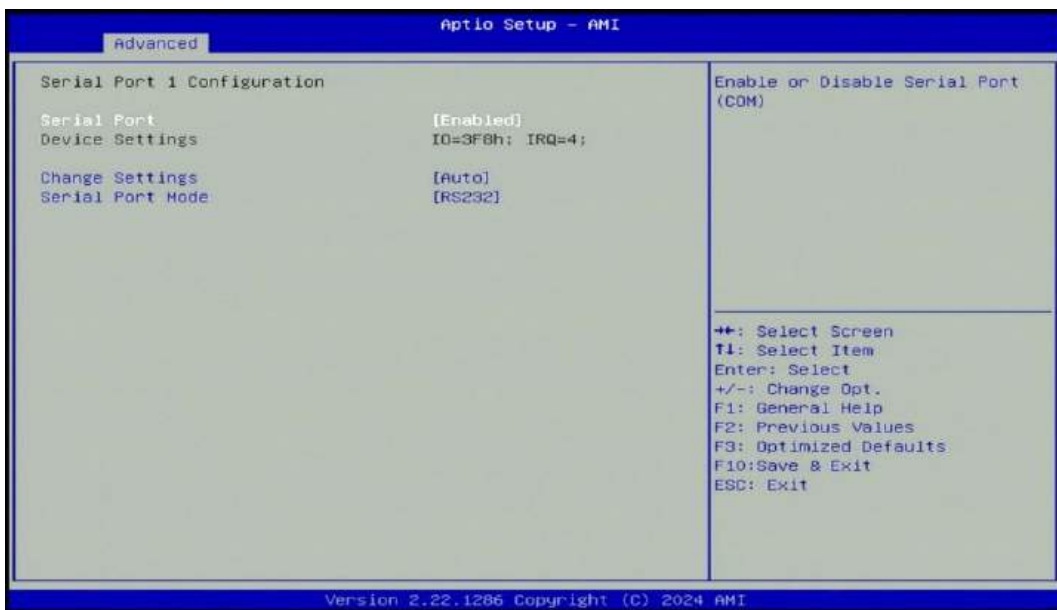 Aptio Setup - AMI
Advanced
Serial Port 1 Configuration
Serial Port [Enabled]
Device Settings IO=3F8h; IRQ=4;
Change Settings [Auto]
Serial Port Mode [RS232]
Enable or Disable Serial Port
(COM)
→←: Select Screen
↑↓: Select Item
Enter: Select
+/-: Change Opt.
F1: General Help
F2: Previous Values
F3: Optimized Defaults
F10:Save & Exit
ESC: Exit
Version 2.22.1286 Copyright (C) 2024 AMI